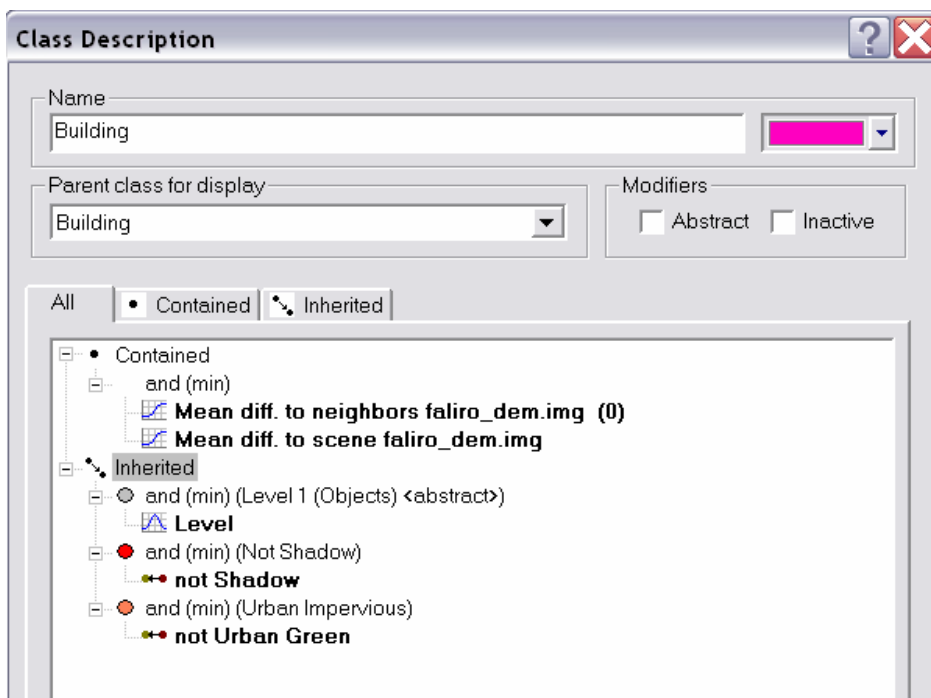 Class Description
Name
Building
Parent class for display
Modifiers
Building
Abstract
Inactive
All
Contained
Inherited
Contained
and (min)
Mean diff. to neighbors faliro_dem.img (0)
Mean diff. to scene faliro_dem.img
Inherited
and (min) (Level 1 (Objects) <abstract>)
Level
and (min) (Not Shadow)
not Shadow
and (min) (Urban Impervious)
not Urban Green